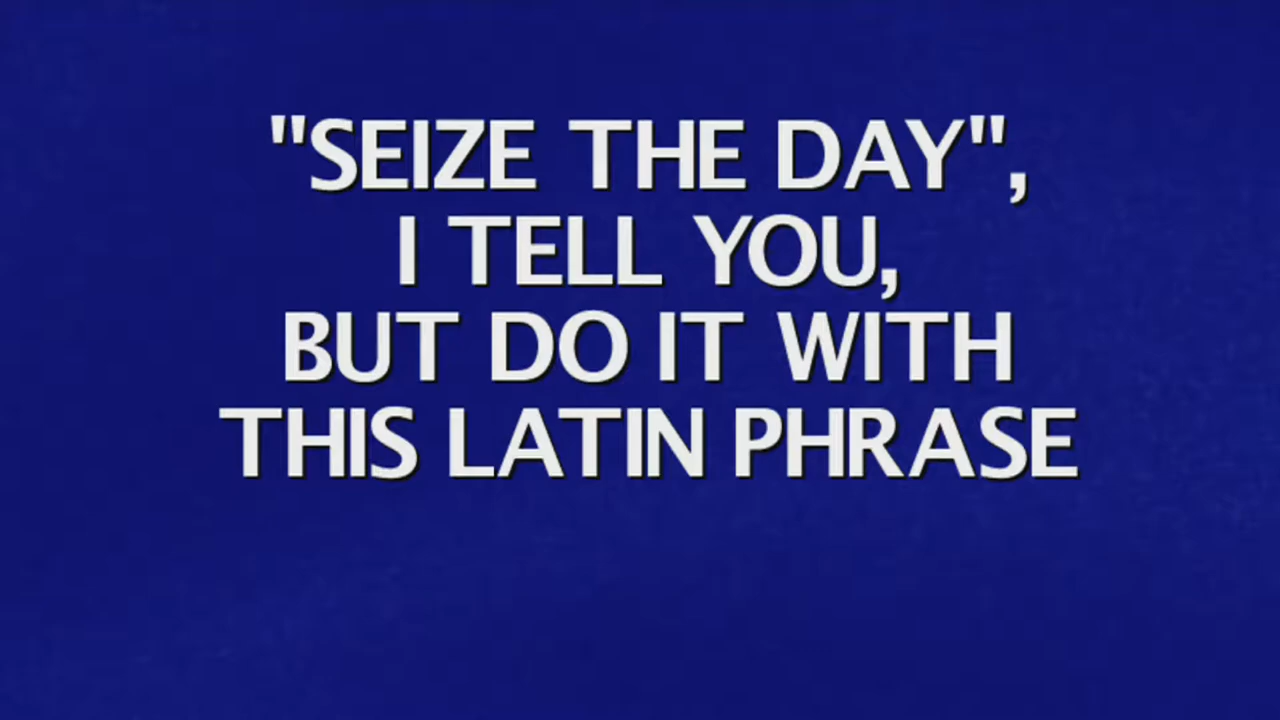 "SEIZE THE DAY",
I TELL YOU,
BUT DO IT WITH
THIS LATIN PHRASE